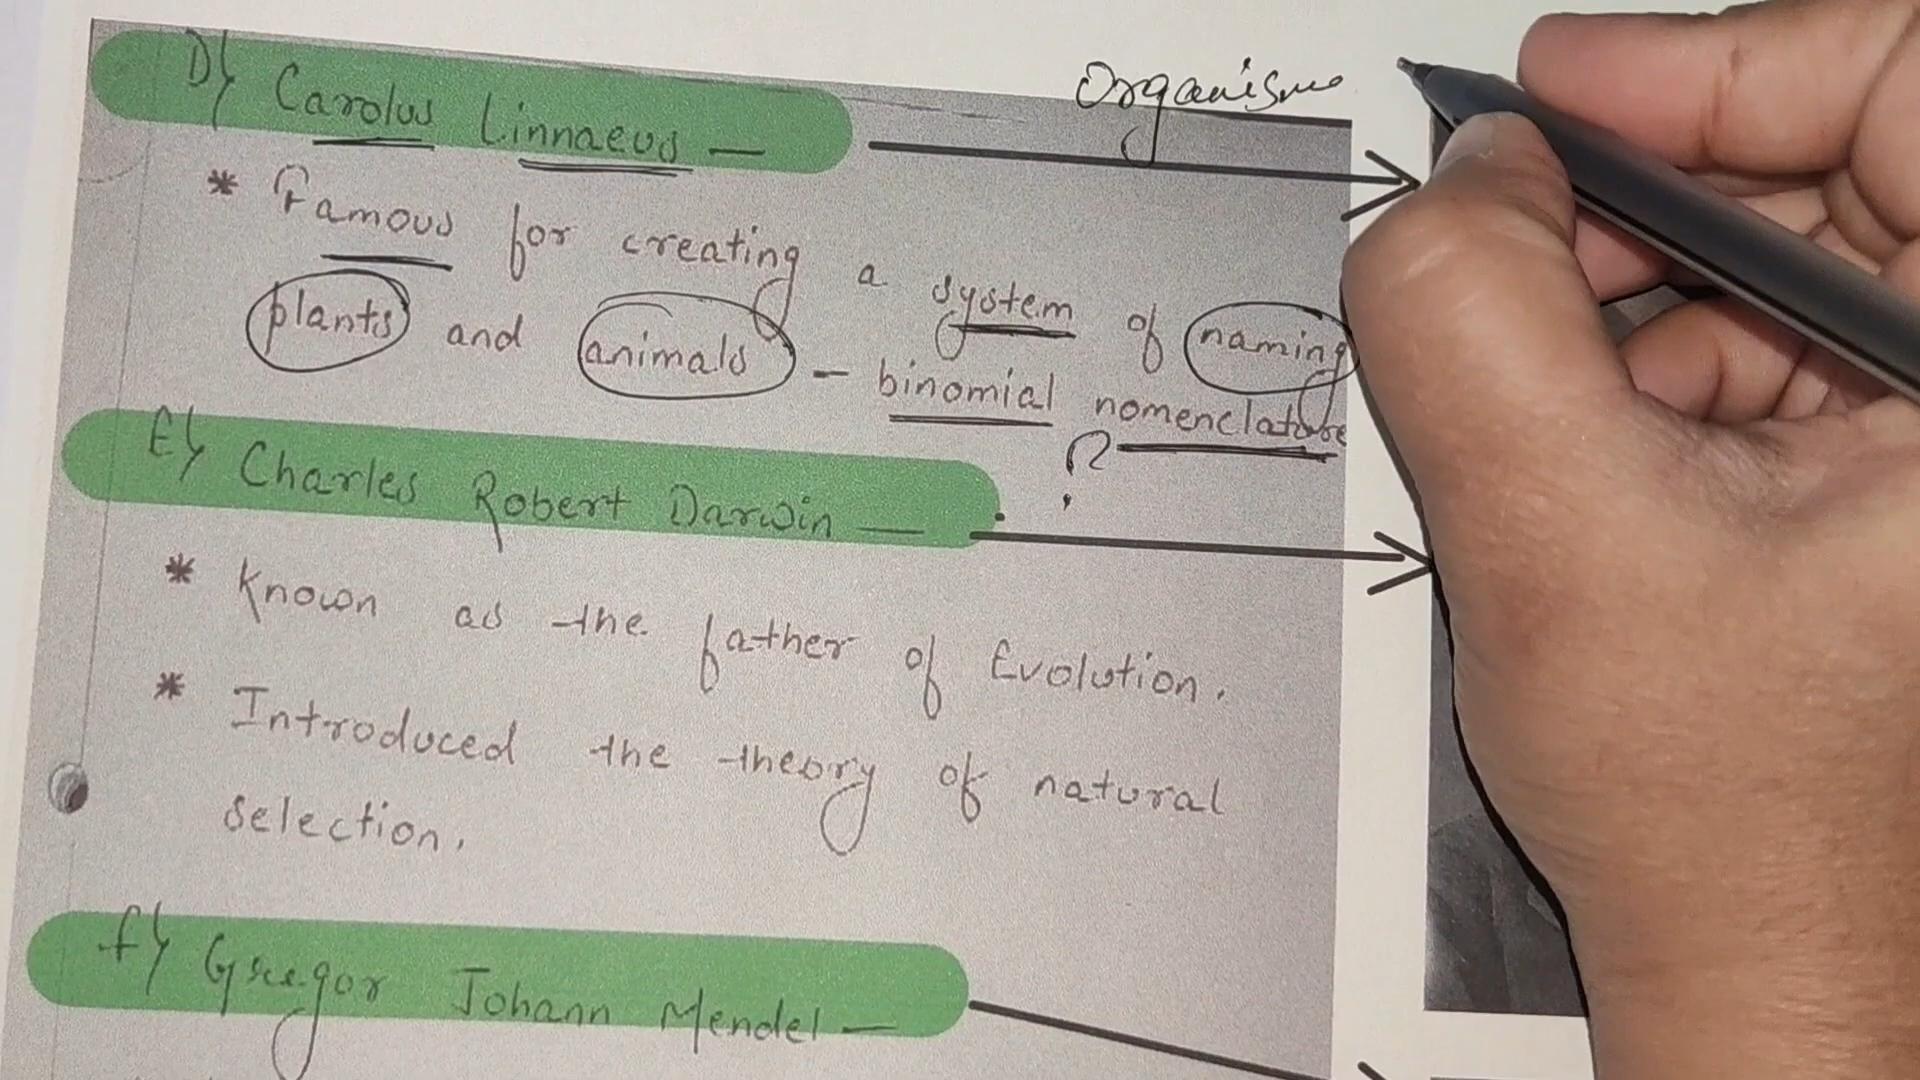 Organisms
D) Carolus Linnaeus —
* Famous for creating a system of naming
plants and animals – binomial nomenclature
?
E) Charles Robert Darwin —
* Known as the father of Evolution.
* Introduced the theory of natural
selection.
f) Gregor Johann Mendel —